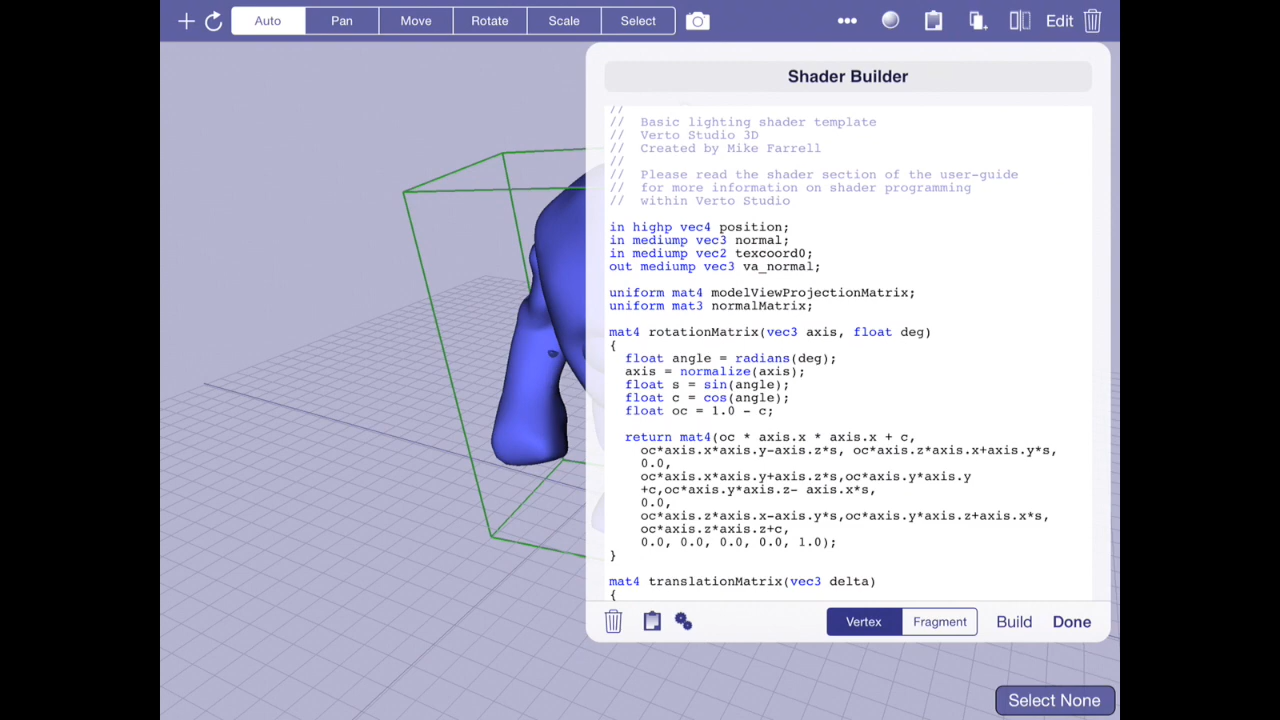 Auto Pan Move Rotate Scale Select Edit
Shader Builder
//
// Basic lighting shader template
// Verto Studio 3D
// Created by Mike Farrell
//
// Please read the shader section of the user-guide
// for more information on shader programming
// within Verto Studio
in highp vec4 position;
in mediump vec3 normal;
in mediump vec2 texcoord0;
out mediump vec3 va_normal;
uniform mat4 modelViewProjectionMatrix;
uniform mat3 normalMatrix;
mat4 rotationMatrix(vec3 axis, float deg)
{
float angle = radians(deg);
axis = normalize(axis);
float s = sin(angle);
float c = cos(angle);
float oc = 1.0 - c;
return mat4(oc * axis.x * axis.x + c,
oc*axis.x*axis.y-axis.z*s, oc*axis.z*axis.x+axis.y*s,
0.0,
oc*axis.x*axis.y+axis.z*s,oc*axis.y*axis.y
+c,oc*axis.y*axis.z- axis.x*s,
0.0,
oc*axis.z*axis.x-axis.y*s,oc*axis.y*axis.z+axis.x*s,
oc*axis.z*axis.z+c,
0.0, 0.0, 0.0, 0.0, 1.0);
}
mat4 translationMatrix(vec3 delta)
{
Vertex Fragment Build Done
Select None